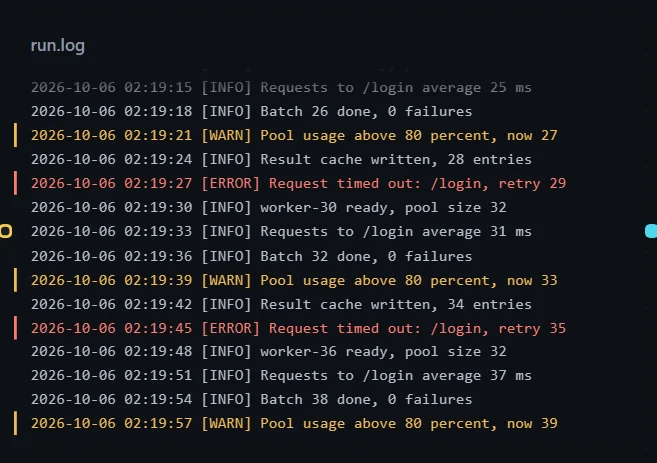 run.log
2026-10-06 02:19:15 [INFO] Requests to /login average 25 ms
2026-10-06 02:19:18 [INFO] Batch 26 done, 0 failures
2026-10-06 02:19:21 [WARN] Pool usage above 80 percent, now 27
2026-10-06 02:19:24 [INFO] Result cache written, 28 entries
2026-10-06 02:19:27 [ERROR] Request timed out: /login, retry 29
2026-10-06 02:19:30 [INFO] worker-30 ready, pool size 32
2026-10-06 02:19:33 [INFO] Requests to /login average 31 ms
2026-10-06 02:19:36 [INFO] Batch 32 done, 0 failures
2026-10-06 02:19:39 [WARN] Pool usage above 80 percent, now 33
2026-10-06 02:19:42 [INFO] Result cache written, 34 entries
2026-10-06 02:19:45 [ERROR] Request timed out: /login, retry 35
2026-10-06 02:19:48 [INFO] worker-36 ready, pool size 32
2026-10-06 02:19:51 [INFO] Requests to /login average 37 ms
2026-10-06 02:19:54 [INFO] Batch 38 done, 0 failures
2026-10-06 02:19:57 [WARN] Pool usage above 80 percent, now 39